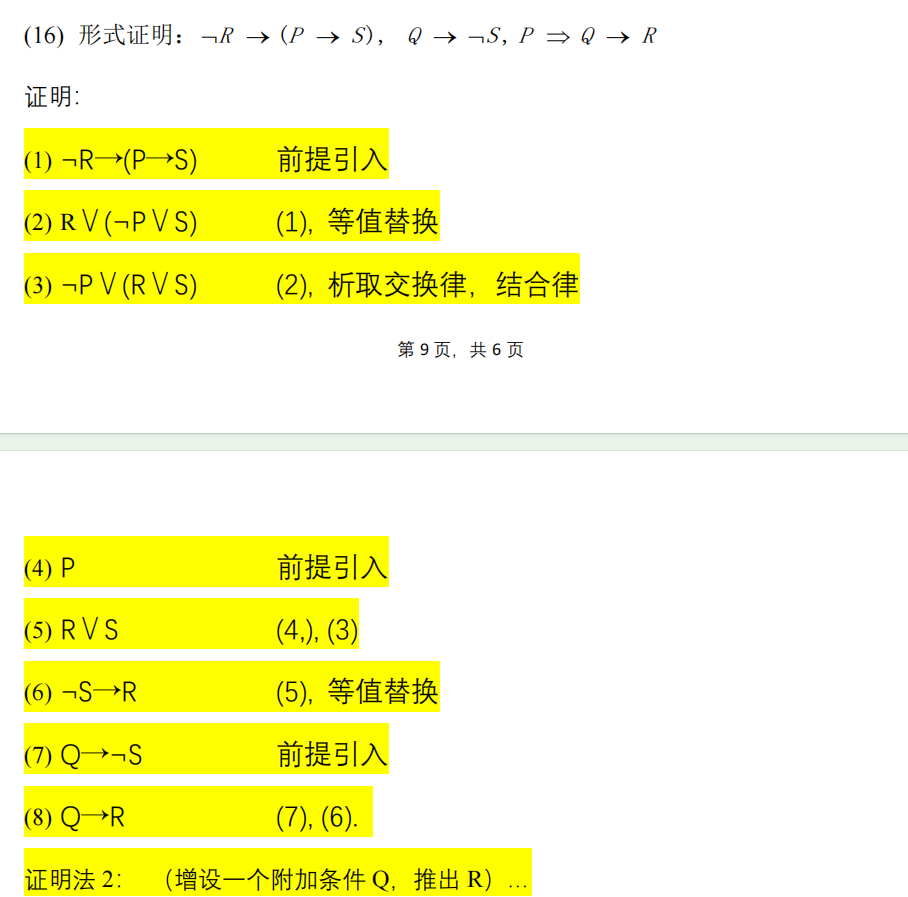 (16) 形式证明：¬R → (P → S), Q → ¬S, P ⇒ Q → R
证明:
(1) ¬R→(P→S) 前提引入
(2) R∨(¬P∨S) (1), 等值替换
(3) ¬P∨(R∨S) (2), 析取交换律，结合律
第 9 页，共 6 页
(4) P 前提引入
(5) R∨S (4,), (3)
(6) ¬S→R (5), 等值替换
(7) Q→¬S 前提引入
(8) Q→R (7), (6).
证明法 2： （增设一个附加条件 Q，推出 R）…